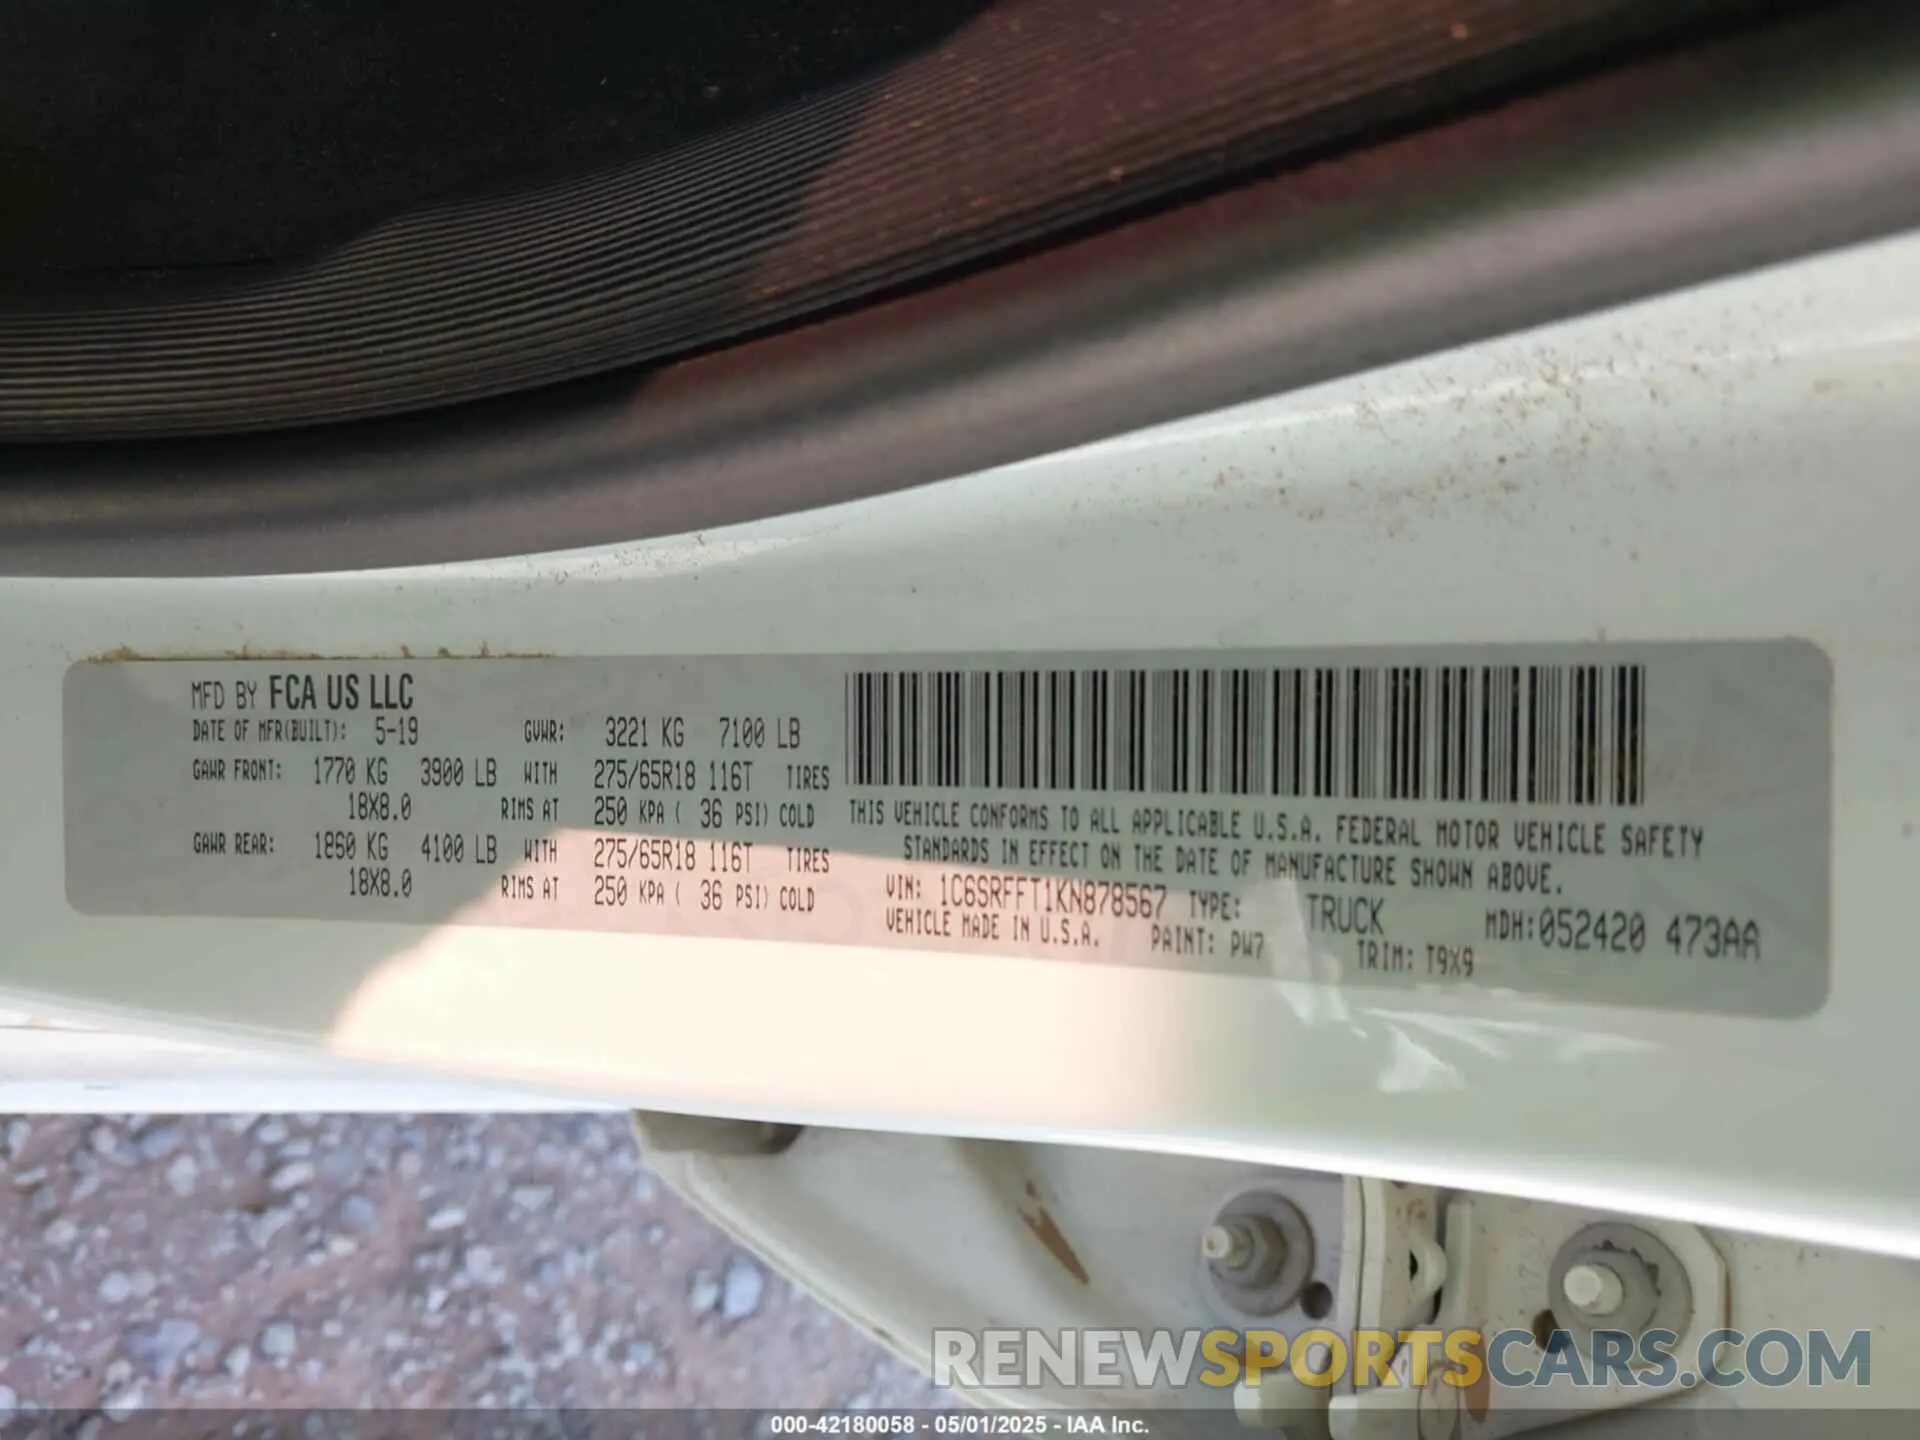 MFD BY FCA US LLC
DATE OF MFR(BUILT): 5-19 GVWR: 3221 KG 7100 LB
GAWR FRONT: 1770 KG 3900 LB WITH 275/65R18 116T TIRES
18X8.0 RIMS AT 250 KPA ( 36 PSI) COLD
GAWR REAR: 1860 KG 4100 LB WITH 275/65R18 116T TIRES
18X8.0 RIMS AT 250 KPA ( 36 PSI) COLD
THIS VEHICLE CONFORMS TO ALL APPLICABLE U.S.A. FEDERAL MOTOR VEHICLE SAFETY
STANDARDS IN EFFECT ON THE DATE OF MANUFACTURE SHOWN ABOVE.
VIN: 1C6SRFFT1KN878567 TYPE: TRUCK MDH:052420 473AA
VEHICLE MADE IN U.S.A. PAINT: PW7 TRIM: T9X9
RENEWSPORTSCARS.COM
000-42180058 - 05/01/2025 - IAA Inc.